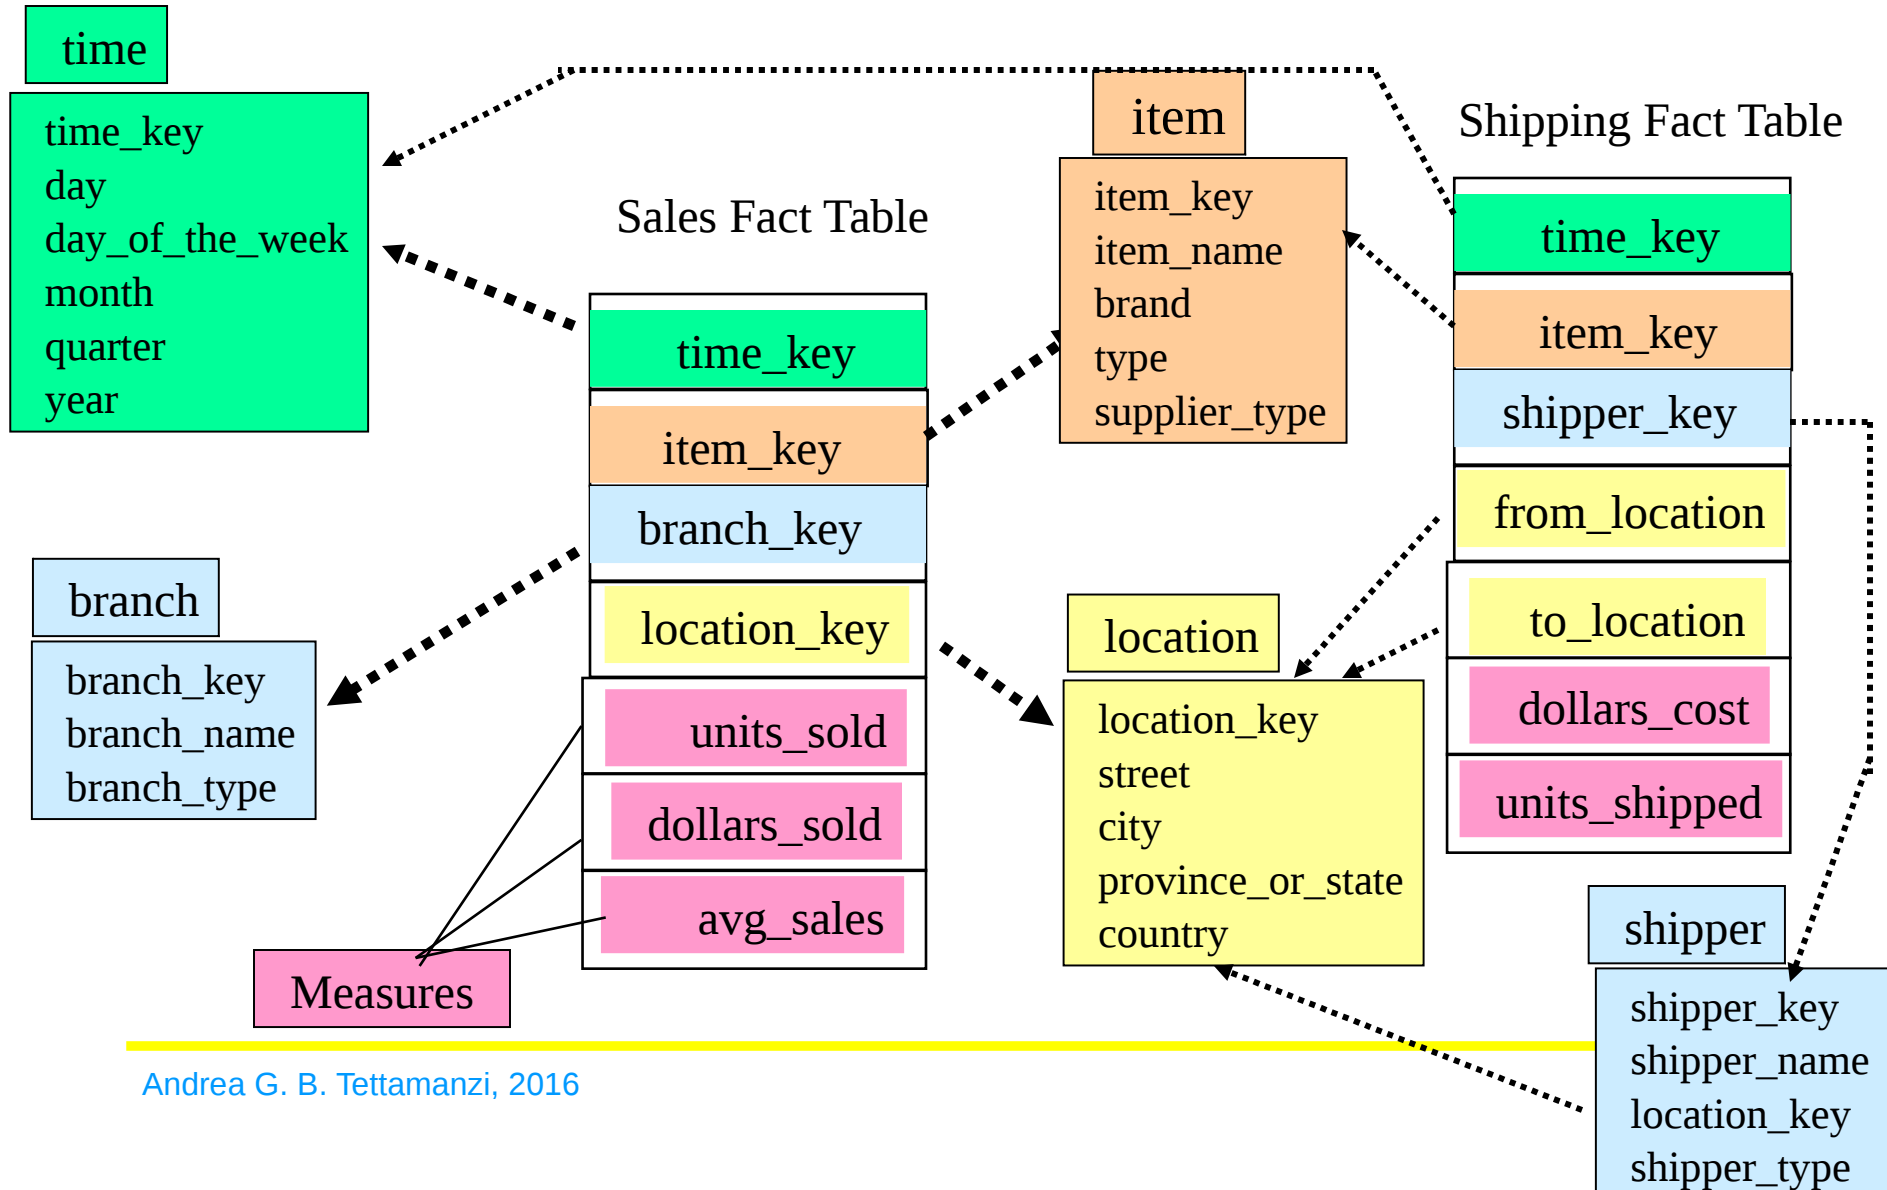 time
time_key
day
day_of_the_week
month
quarter
year
branch
branch_key
branch_name
branch_type
Measures
Sales Fact Table
time_key
item_key
branch_key
location_key
units_sold
dollars_sold
avg_sales
item
item_key
item_name
brand
type
supplier_type
location
location_key
street
city
province_or_state
country
Shipping Fact Table
time_key
item_key
shipper_key
from_location
to_location
dollars_cost
units_shipped
shipper
shipper_key
shipper_name
location_key
shipper_type
Andrea G. B. Tettamanzi, 2016